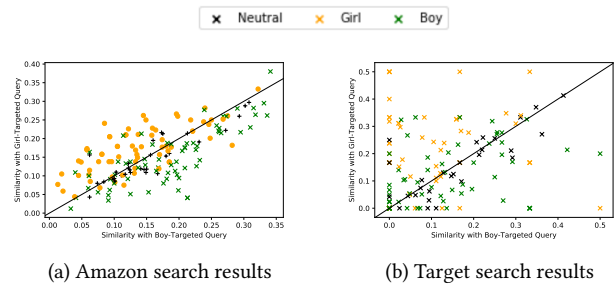 Neutral Girl Boy
Similarity with Girl-Targeted Query
0.40
0.35
0.30
0.25
0.20
0.15
0.10
0.05
0.00
0.00 0.05 0.10 0.15 0.20 0.25 0.30 0.35
Similarity with Boy-Targeted Query
(a) Amazon search results
Similarity with Girl-Targeted Query
0.5
0.4
0.3
0.2
0.1
0.0
0.0 0.1 0.2 0.3 0.4 0.5
Similarity with Boy-Targeted Query
(b) Target search results